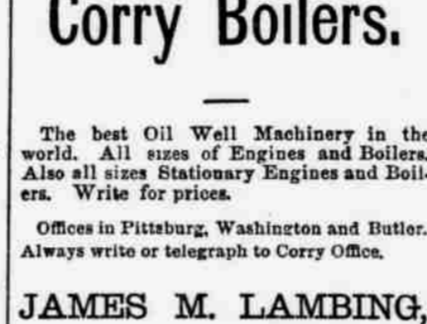 Corry Boilers.
The best Oil Well Machinery in the
world. All sizes of Engines and Boilers.
Also all sizes Stationary Engines and Boil-
ers. Write for prices.
Offices in Pittsburg, Washington and Butler.
Always write or telegraph to Corry Office.
JAMES M. LAMBING,